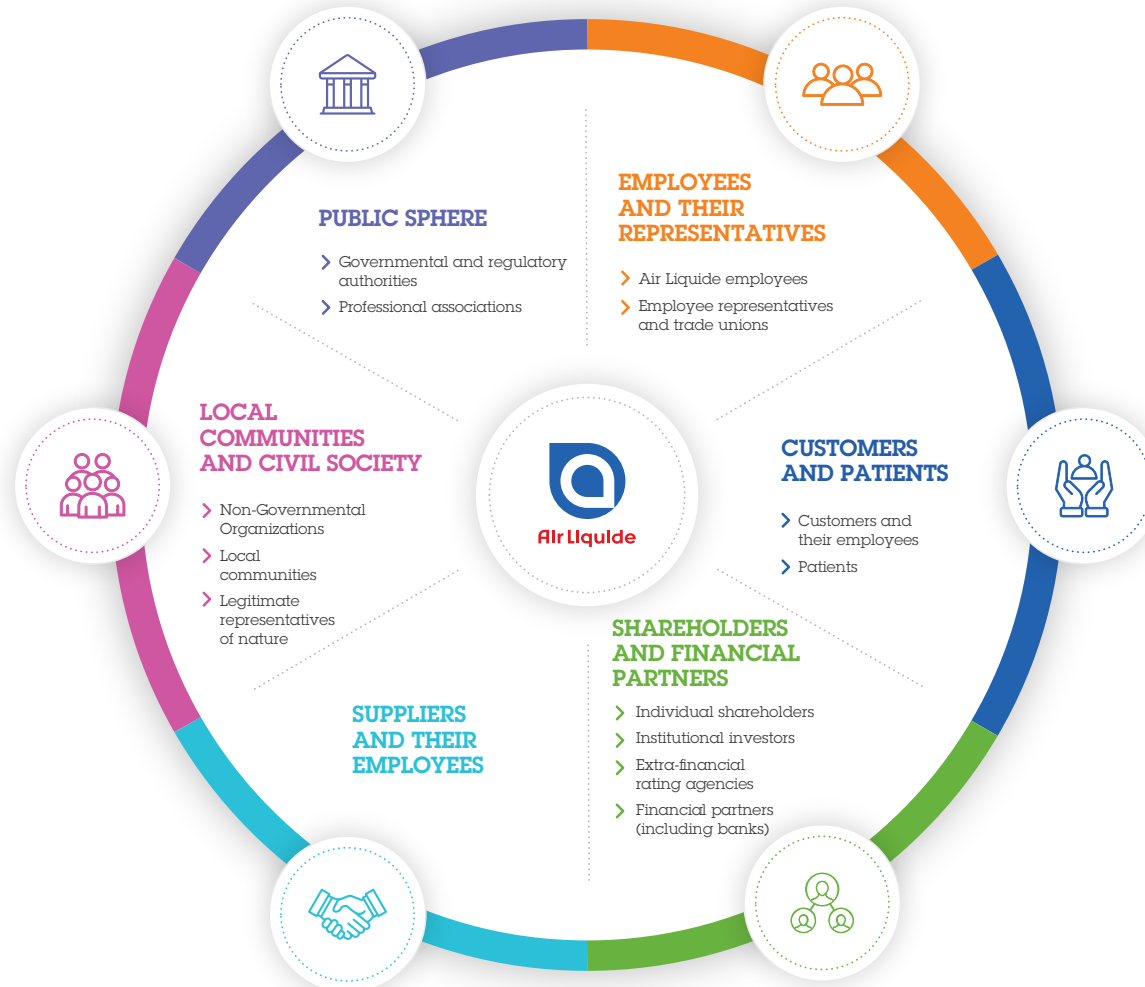 PUBLIC SPHERE
Governmental and regulatory
authorities
Professional associations
EMPLOYEES
AND THEIR
REPRESENTATIVES
Air Liquide employees
Employee representatives
and trade unions
LOCAL
COMMUNITIES
AND CIVIL SOCIETY
Non-Governmental
Organizations
Local
communities
Legitimate
representatives
of nature
Air Liquide
CUSTOMERS
AND PATIENTS
Customers and
their employees
Patients
SUPPLIERS
AND THEIR
EMPLOYEES
SHAREHOLDERS
AND FINANCIAL
PARTNERS
Individual shareholders
Institutional investors
Extra-financial
rating agencies
Financial partners
(including banks)